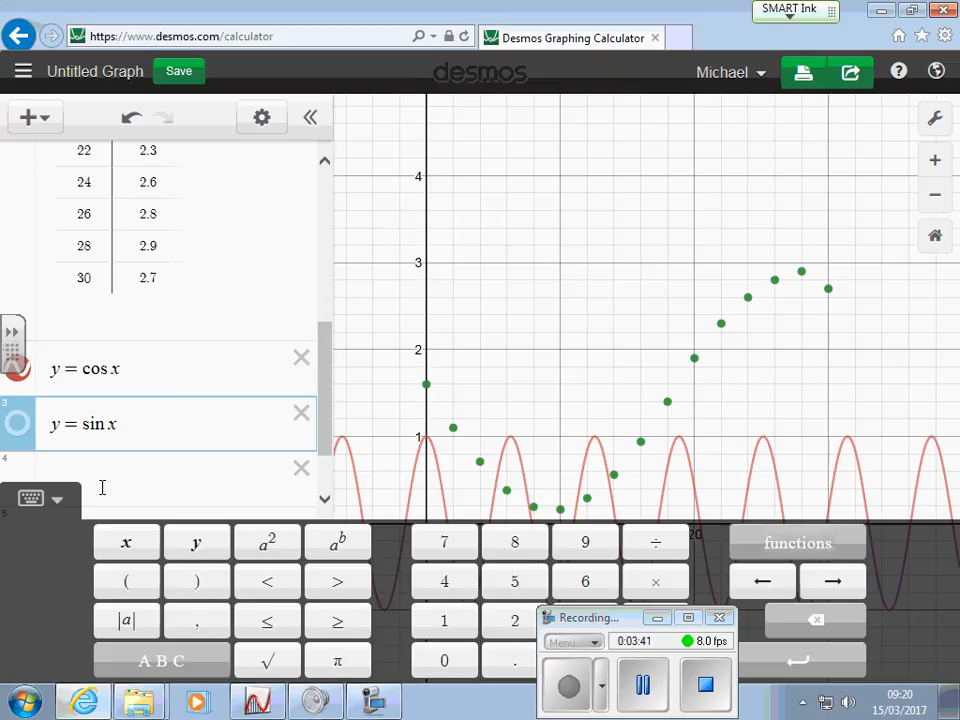 SMART Ink
https://www.desmos.com/calculator
Desmos Graphing Calculator
Untitled Graph
Save
desmos
Michael
22 2.3
24 2.6
26 2.8
28 2.9
30 2.7
y = cos x
3
y = sin x
4
5
4
3
2
1
20
x y a² aᵇ 7 8 9 ÷ functions
( ) < > 4 5 6 × ← →
|a| , ≤ ≥ 1 2
A B C √ π 0 .
Recording...
Menu 0:03:41 8.0 fps
09:20
15/03/2017